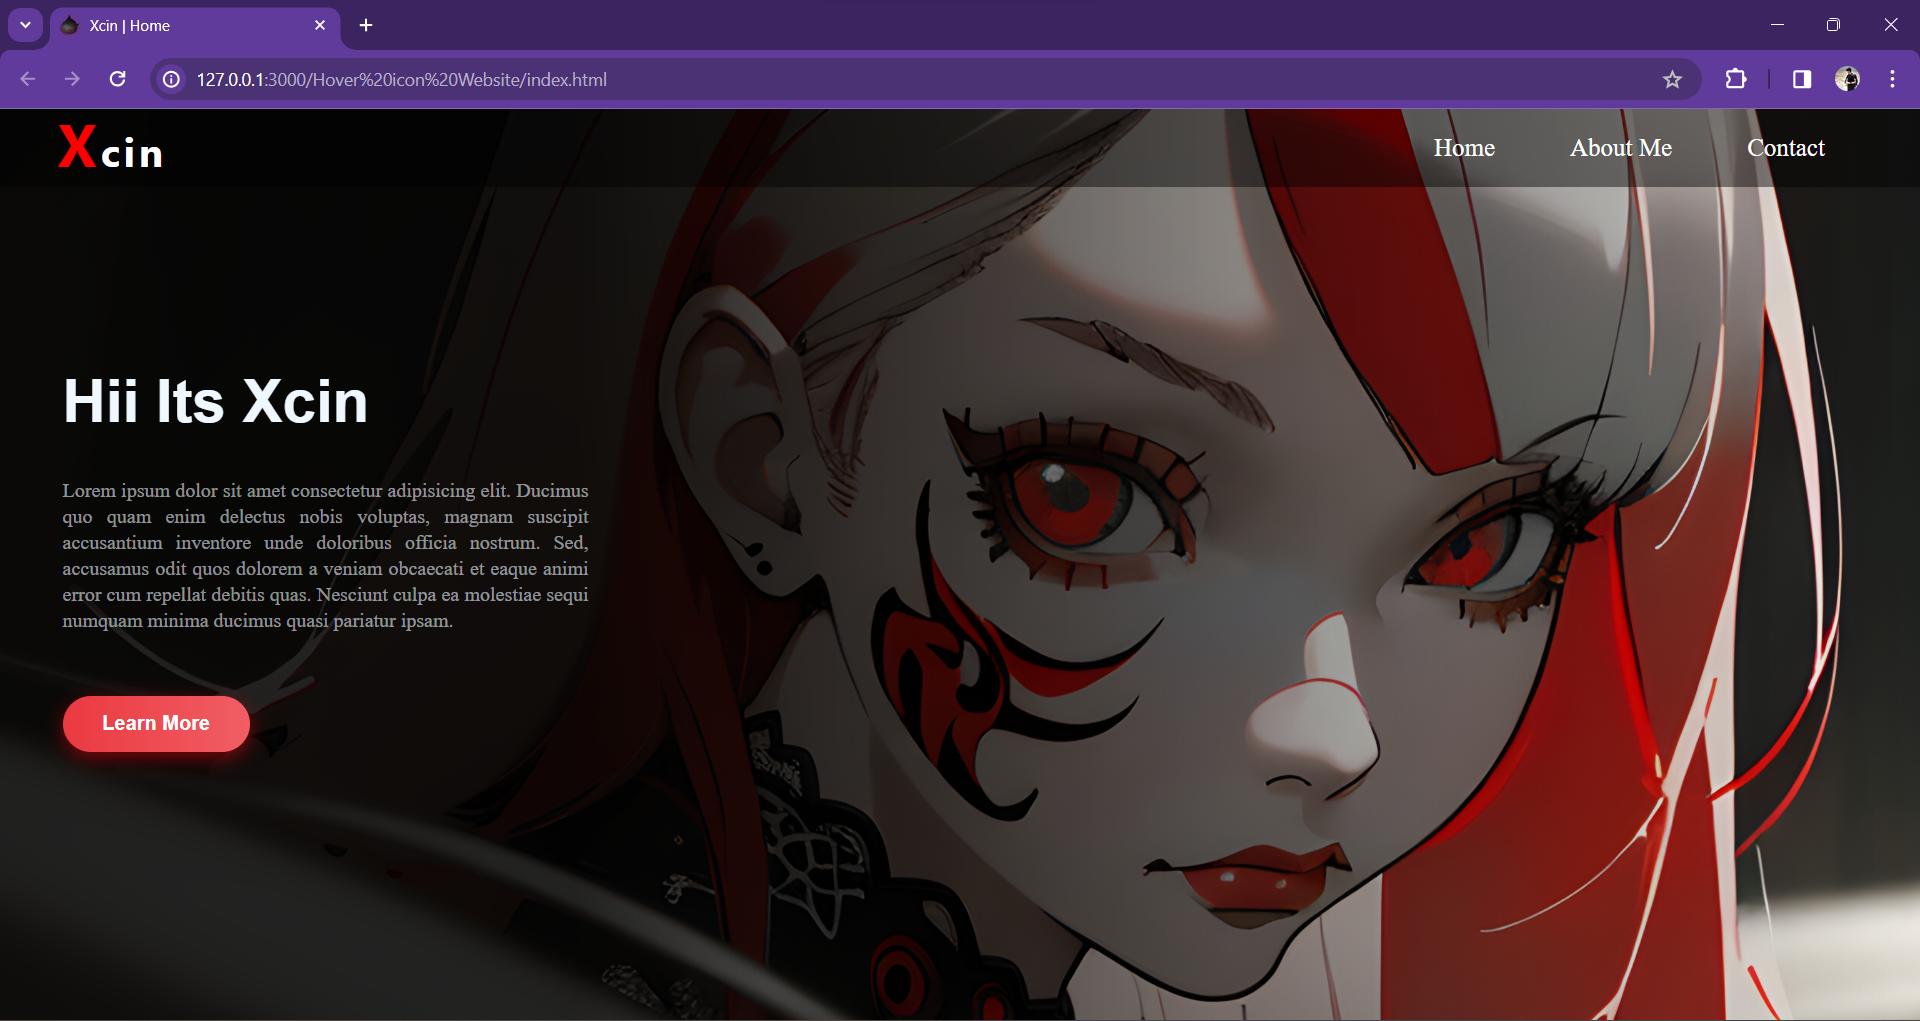 Xcin | Home
127.0.0.1:3000/Hover%20icon%20Website/index.html
Xcin
Home About Me Contact
Hii Its Xcin
Lorem ipsum dolor sit amet consectetur adipisicing elit. Ducimus
quo quam enim delectus nobis voluptas, magnam suscipit
accusantium inventore unde doloribus officia nostrum. Sed,
accusamus odit quos dolorem a veniam obcaecati et eaque animi
error cum repellat debitis quas. Nesciunt culpa ea molestiae sequi
numquam minima ducimus quasi pariatur ipsam.
Learn More